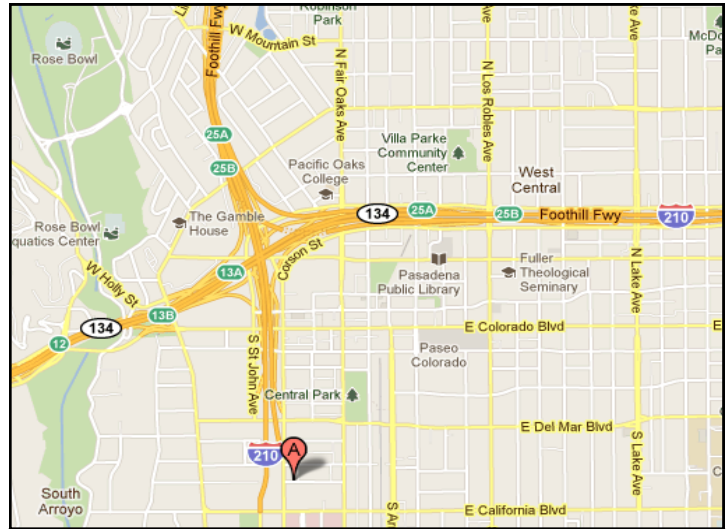 Robinson
Park
W Mountain St
Rose Bowl
Foothill Fwy
N Fair Oaks Ave
N Los Robles Ave
N Lake Ave
25A
25B
Villa Parke
Community
Center
Pacific Oaks
College
West
Central
134
25A
25B
Foothill Fwy
210
The Gamble
House
Rose Bowl
quatics Center
Corson St
13A
W Holly St
Pasadena
Public Library
Fuller
Theological
Seminary
N Lake Ave
13B
134
12
E Colorado Blvd
E
S St John Ave
Paseo
Colorado
Central Park
E Del Mar Blvd
S Lake Ave
210
A
South
Arroyo
E California Blvd